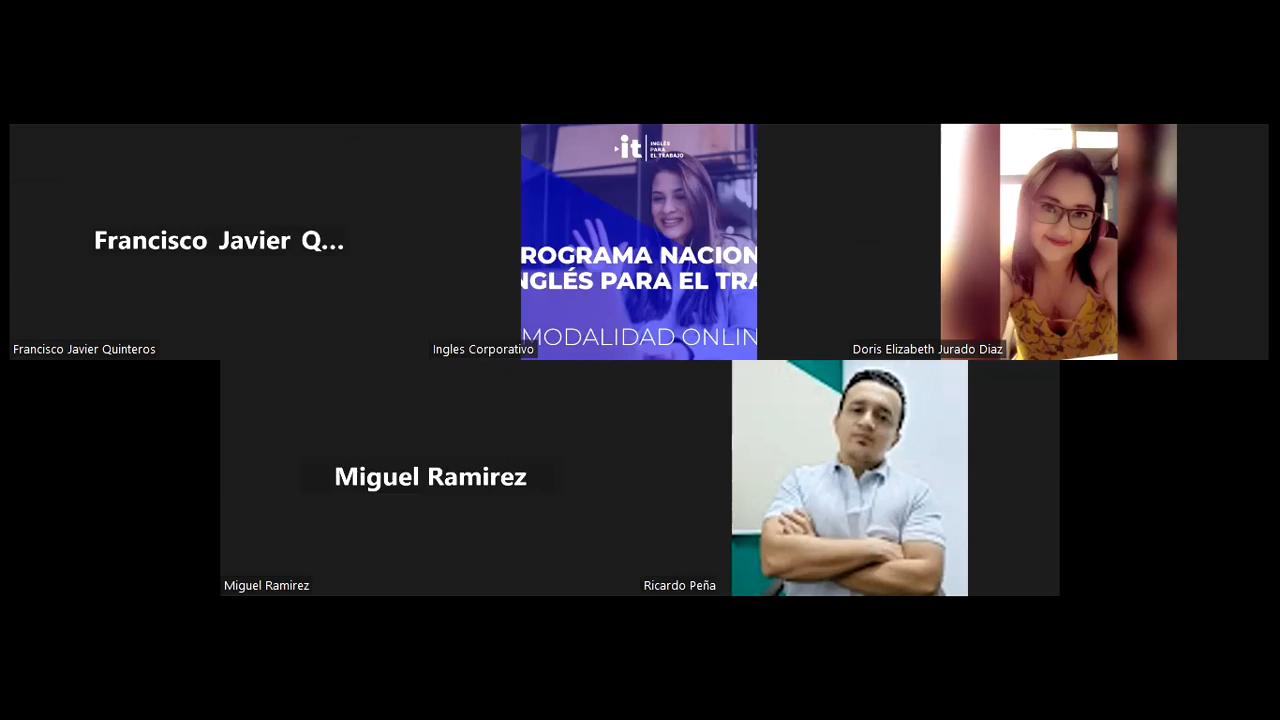 it
INGLÉS
PARA
EL TRABAJO
Francisco Javier Q...
ROGRAMA NACION
NGLÉS PARA EL TRA
MODALIDAD ONLIN
Francisco Javier Quinteros
Ingles Corporativo
Doris Elizabeth Jurado Diaz
Miguel Ramirez
Miguel Ramirez
Ricardo Peña